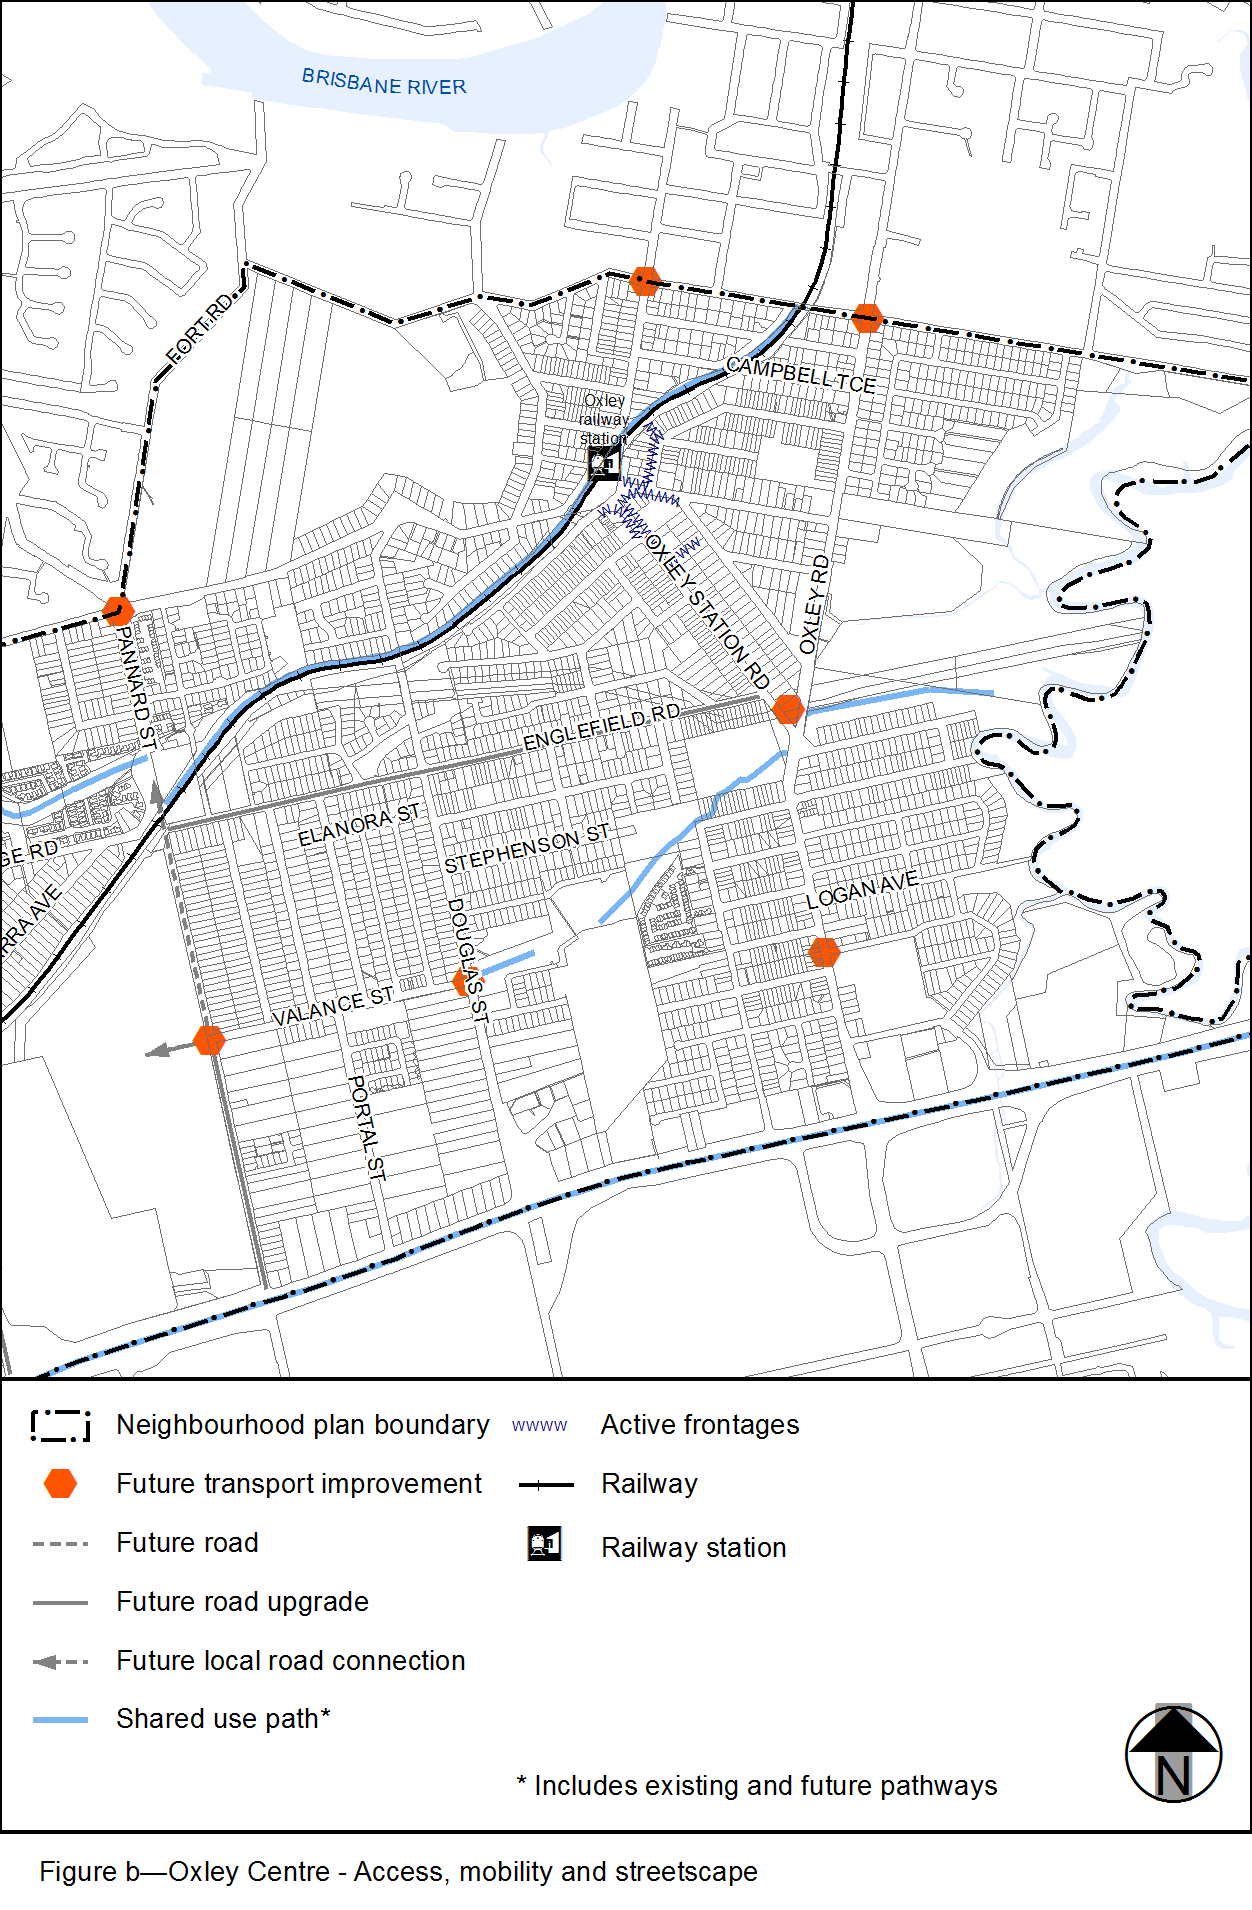 BRISBANE RIVER
FORT RD
CAMPBELL TCE
Oxley
railway
station
OXLEY STATION RD
OXLEY RD
PANNARD ST
ENGLEFIELD RD
ELANORA ST
STEPHENSON ST
GE RD
RRA AVE
LOGAN AVE
DOUGLAS ST
VALANCE ST
PORTAL ST
Neighbourhood plan boundary
Active frontages
Future transport improvement
Railway
Future road
Railway station
Future road upgrade
Future local road connection
Shared use path*
* Includes existing and future pathways
N
Figure b—Oxley Centre - Access, mobility and streetscape